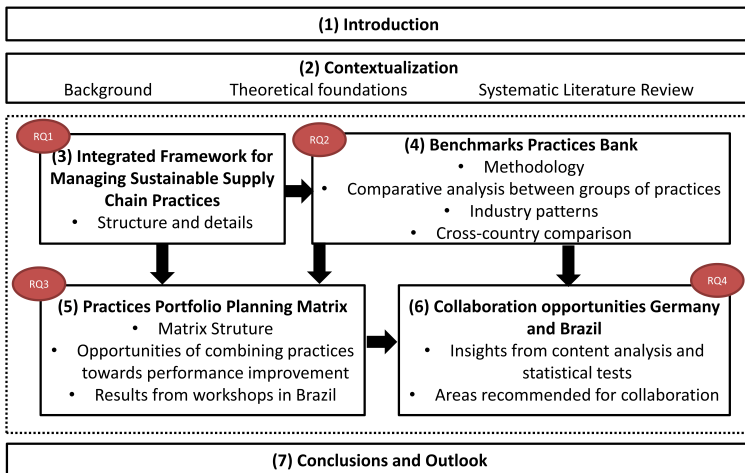 (1) Introduction
(2) Contextualization
Background Theoretical foundations Systematic Literature Review
RQ1
(3) Integrated Framework for
Managing Sustainable Supply
Chain Practices
• Structure and details
RQ2
(4) Benchmarks Practices Bank
• Methodology
• Comparative analysis between groups of practices
• Industry patterns
• Cross-country comparison
RQ3
(5) Practices Portfolio Planning Matrix
• Matrix Struture
• Opportunities of combining practices
towards performance improvement
• Results from workshops in Brazil
RQ4
(6) Collaboration opportunities Germany
and Brazil
• Insights from content analysis and
statistical tests
• Areas recommended for collaboration
(7) Conclusions and Outlook